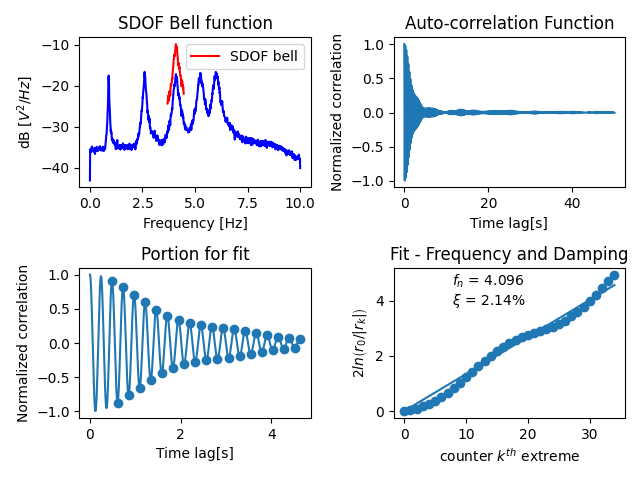 SDOF Bell function
dB [V²/Hz]
−10
−20
−30
−40
SDOF bell
0.0 2.5 5.0 7.5 10.0
Frequency [Hz]
Auto-correlation Function
Normalized correlation
1.0
0.5
0.0
−0.5
−1.0
0 20 40
Time lag[s]
Portion for fit
Normalized correlation
1.0
0.5
0.0
−0.5
−1.0
0 2 4
Time lag[s]
Fit - Frequency and Damping
2ln(r₀/|rₖ|)
fₙ = 4.096
ξ = 2.14%
4
2
0
0 10 20 30
counter kᵗʰ extreme